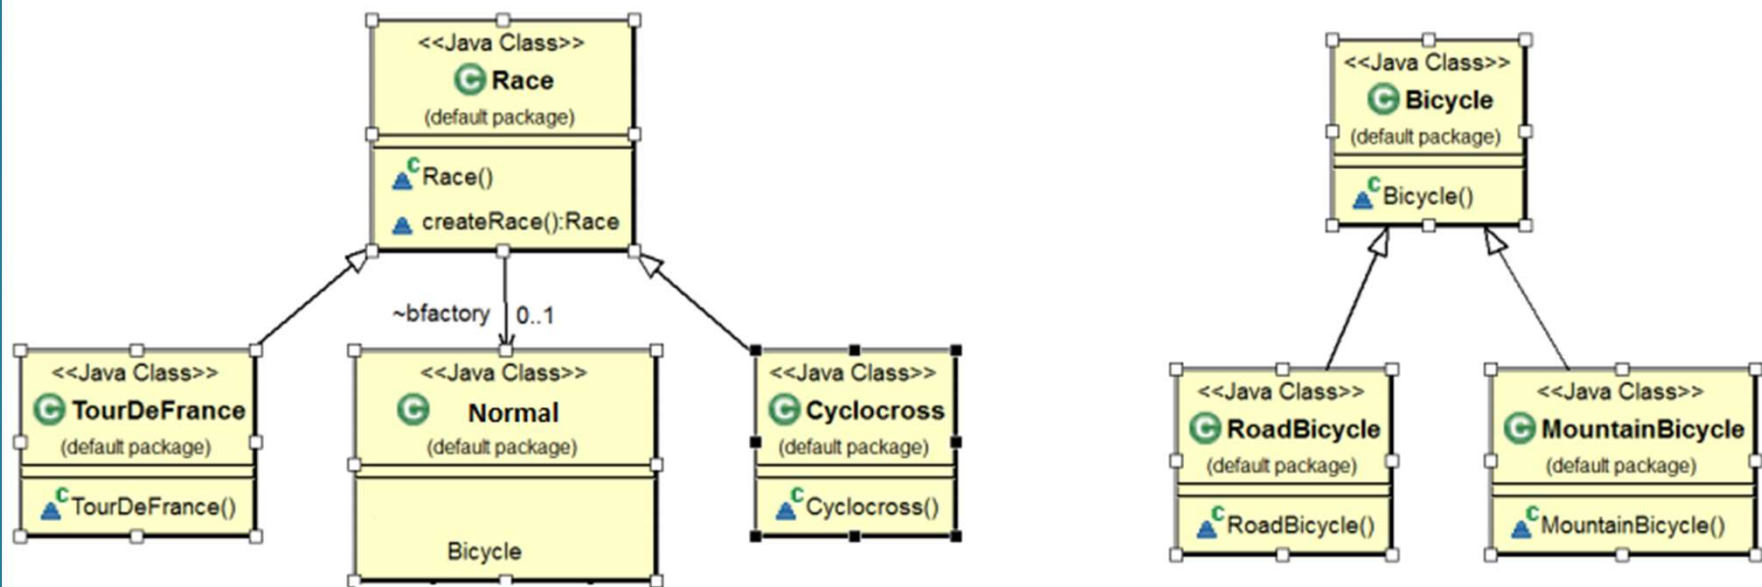 <<Java Class>>
C Race
(default package)
C Race()
createRace():Race
~bfactory 0..1
<<Java Class>>
C TourDeFrance
(default package)
C TourDeFrance()
<<Java Class>>
C Normal
(default package)
Bicycle
<<Java Class>>
C Cyclocross
(default package)
C Cyclocross()
<<Java Class>>
C Bicycle
(default package)
C Bicycle()
<<Java Class>>
C RoadBicycle
(default package)
C RoadBicycle()
<<Java Class>>
C MountainBicycle
(default package)
C MountainBicycle()